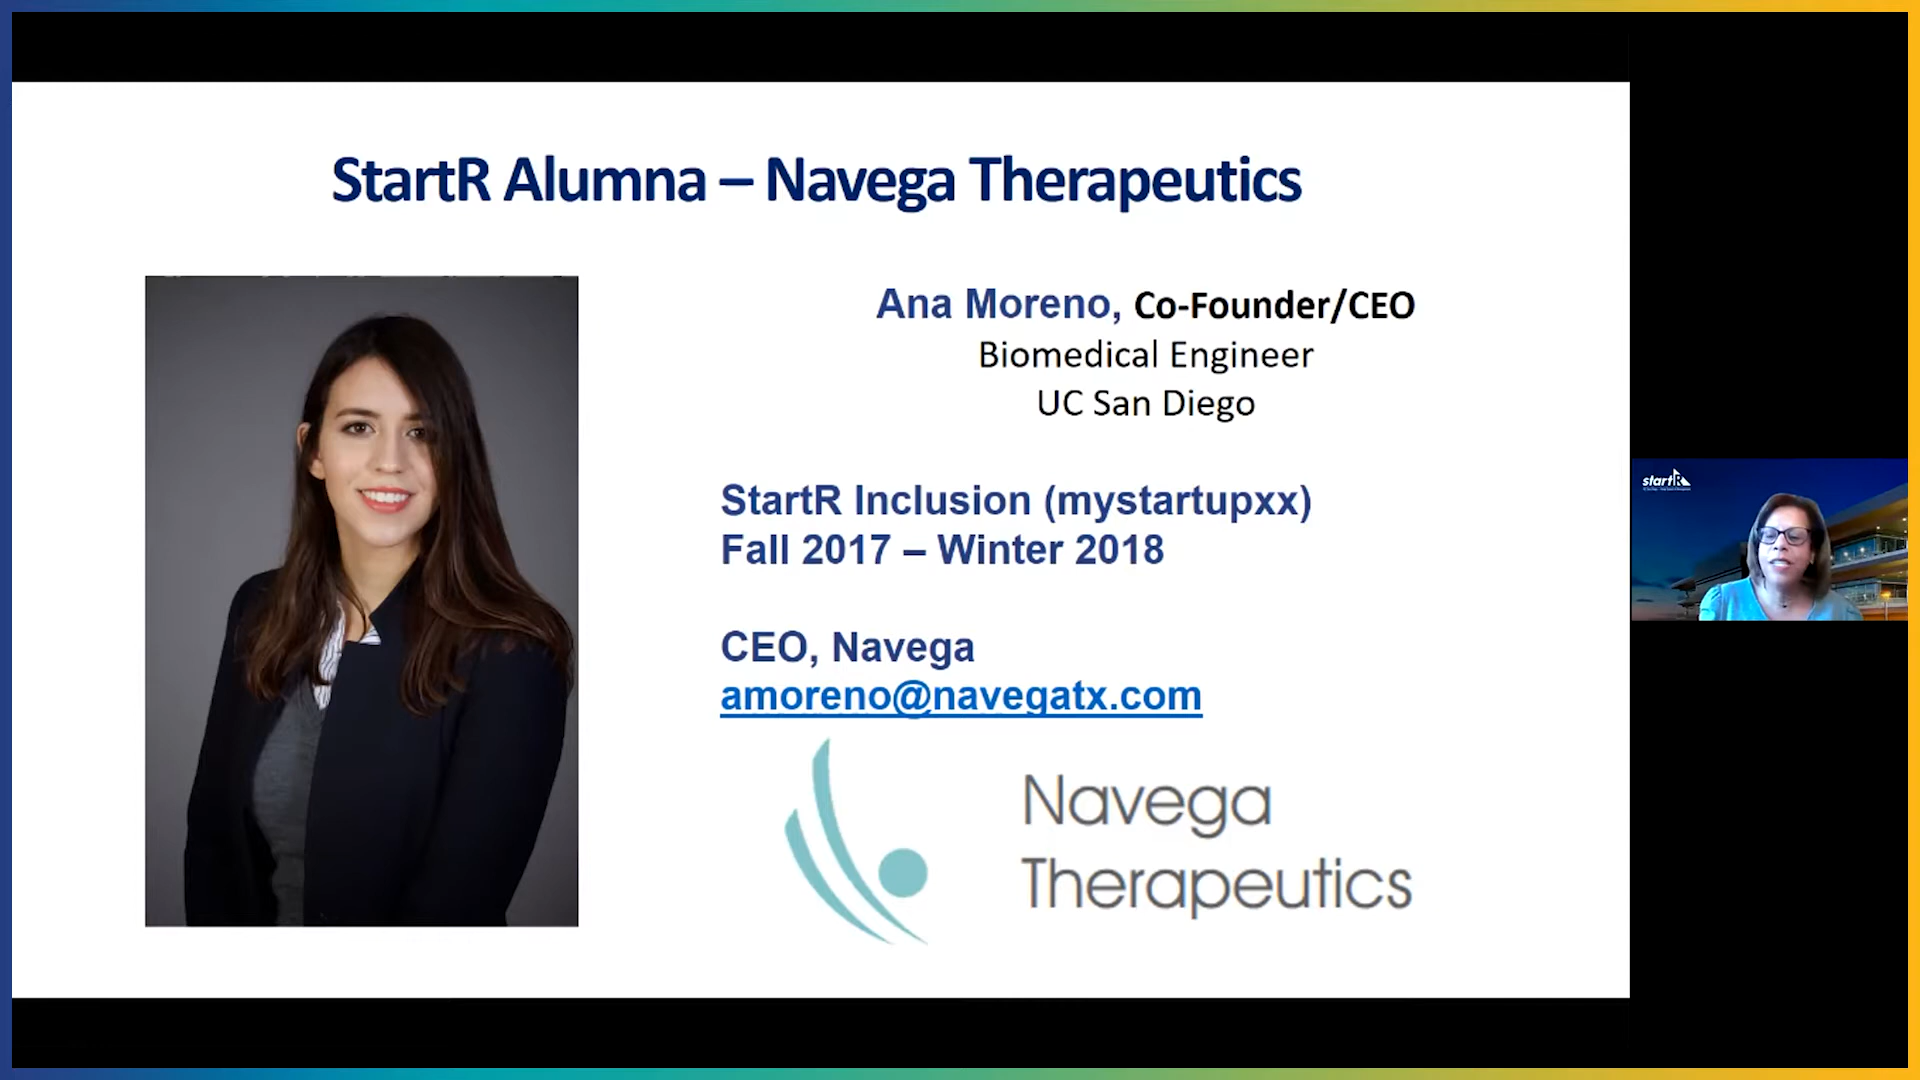 StartR Alumna – Navega Therapeutics
Ana Moreno, Co-Founder/CEO
Biomedical Engineer
UC San Diego
StartR Inclusion (mystartupxx)
Fall 2017 – Winter 2018
CEO, Navega
amoreno@navegatx.com
Navega
Therapeutics
startR